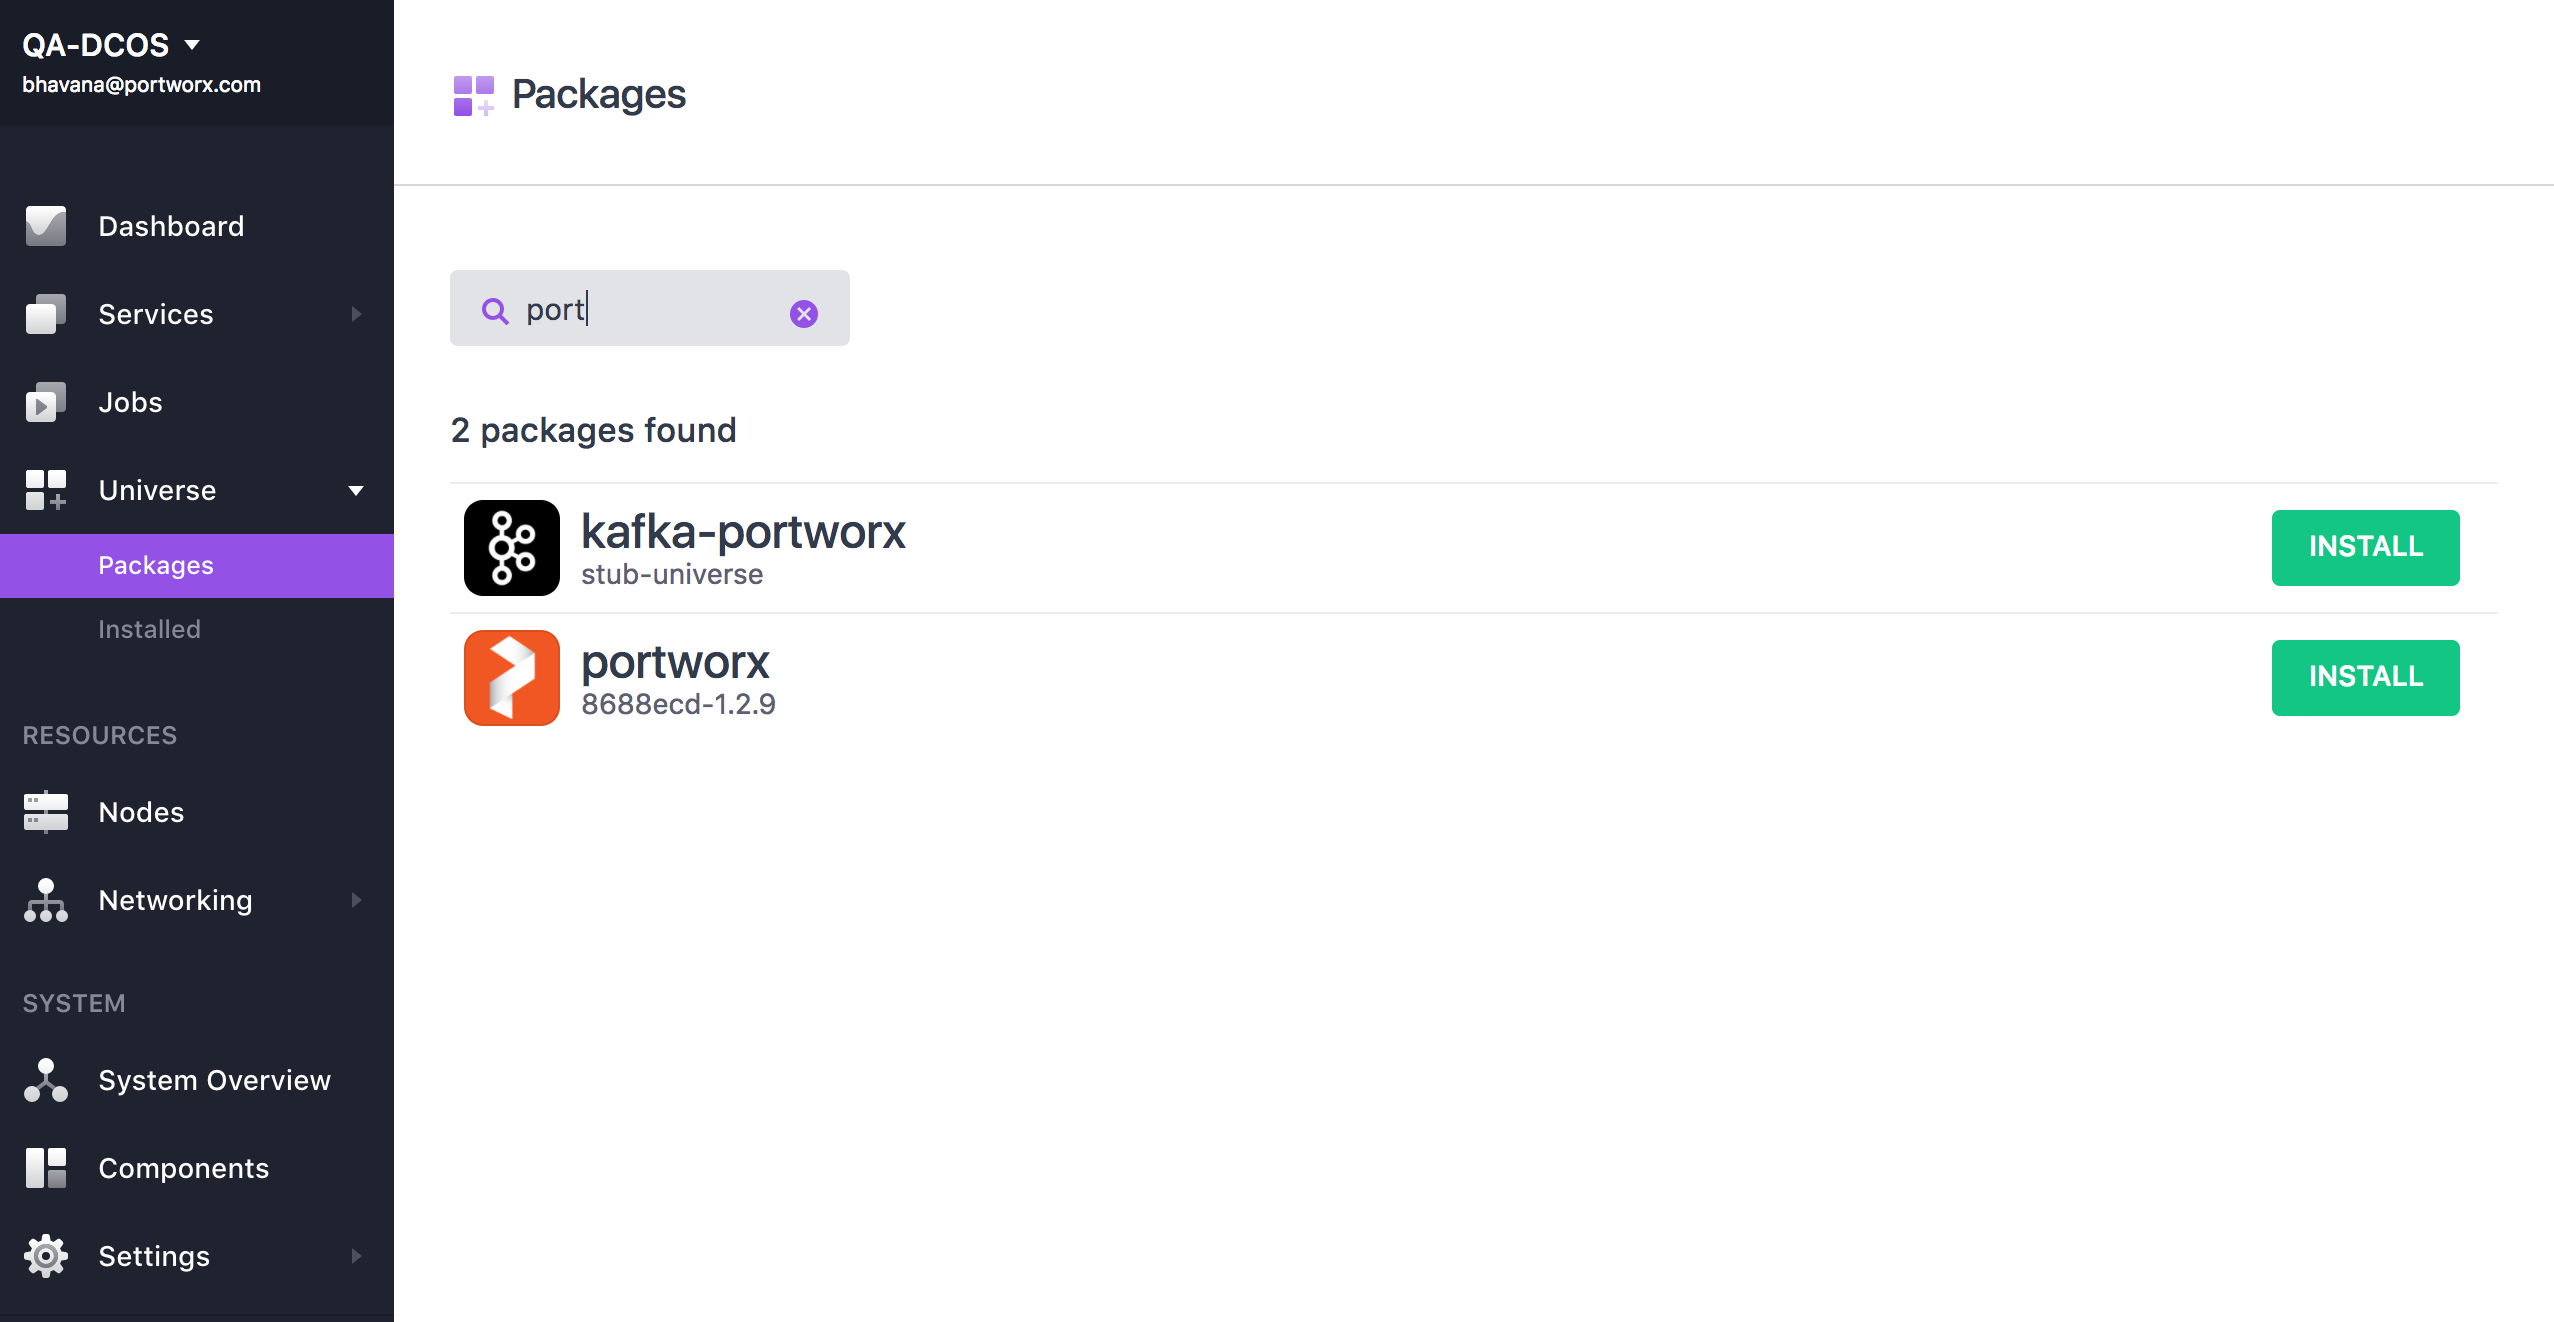 QA-DCOS
bhavana@portworx.com
Dashboard
Services
Jobs
Universe
Packages
Installed
RESOURCES
Nodes
Networking
SYSTEM
System Overview
Components
Settings
Packages
port
2 packages found
kafka-portworx
stub-universe
INSTALL
portworx
8688ecd-1.2.9
INSTALL